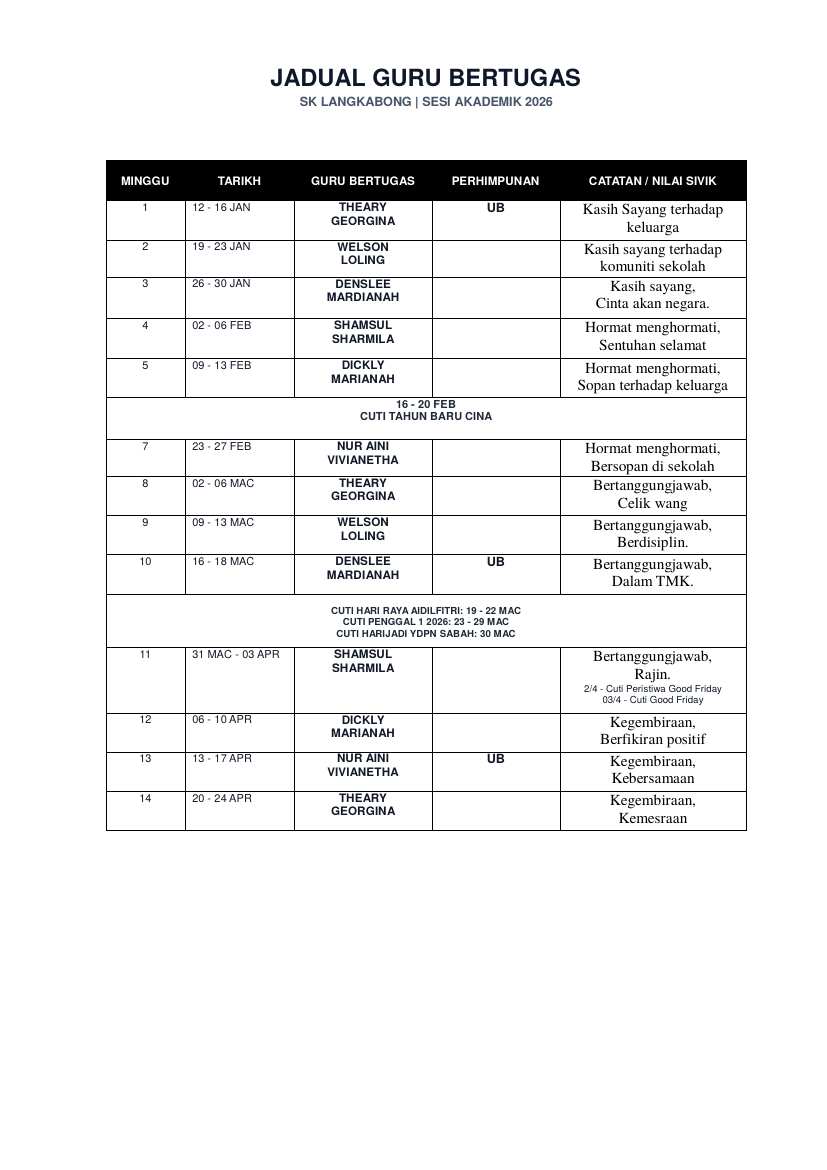 JADUAL GURU BERTUGAS
SK LANGKABONG | SESI AKADEMIK 2026
MINGGU TARIKH GURU BERTUGAS PERHIMPUNAN CATATAN / NILAI SIVIK
1 12 - 16 JAN THEARY UB Kasih Sayang terhadap
GEORGINA keluarga
2 19 - 23 JAN WELSON Kasih sayang terhadap
LOLING komuniti sekolah
3 26 - 30 JAN DENSLEE Kasih sayang,
MARDIANAH Cinta akan negara.
4 02 - 06 FEB SHAMSUL Hormat menghormati,
SHARMILA Sentuhan selamat
5 09 - 13 FEB DICKLY Hormat menghormati,
MARIANAH Sopan terhadap keluarga
16 - 20 FEB
CUTI TAHUN BARU CINA
7 23 - 27 FEB NUR AINI Hormat menghormati,
VIVIANETHA Bersopan di sekolah
8 02 - 06 MAC THEARY Bertanggungjawab,
GEORGINA Celik wang
9 09 - 13 MAC WELSON Bertanggungjawab,
LOLING Berdisiplin.
10 16 - 18 MAC DENSLEE UB Bertanggungjawab,
MARDIANAH Dalam TMK.
CUTI HARI RAYA AIDILFITRI: 19 - 22 MAC
CUTI PENGGAL 1 2026: 23 - 29 MAC
CUTI HARIJADI YDPN SABAH: 30 MAC
11 31 MAC - 03 APR SHAMSUL Bertanggungjawab,
SHARMILA Rajin.
2/4 - Cuti Peristiwa Good Friday
03/4 - Cuti Good Friday
12 06 - 10 APR DICKLY Kegembiraan,
MARIANAH Berfikiran positif
13 13 - 17 APR NUR AINI UB Kegembiraan,
VIVIANETHA Kebersamaan
14 20 - 24 APR THEARY Kegembiraan,
GEORGINA Kemesraan